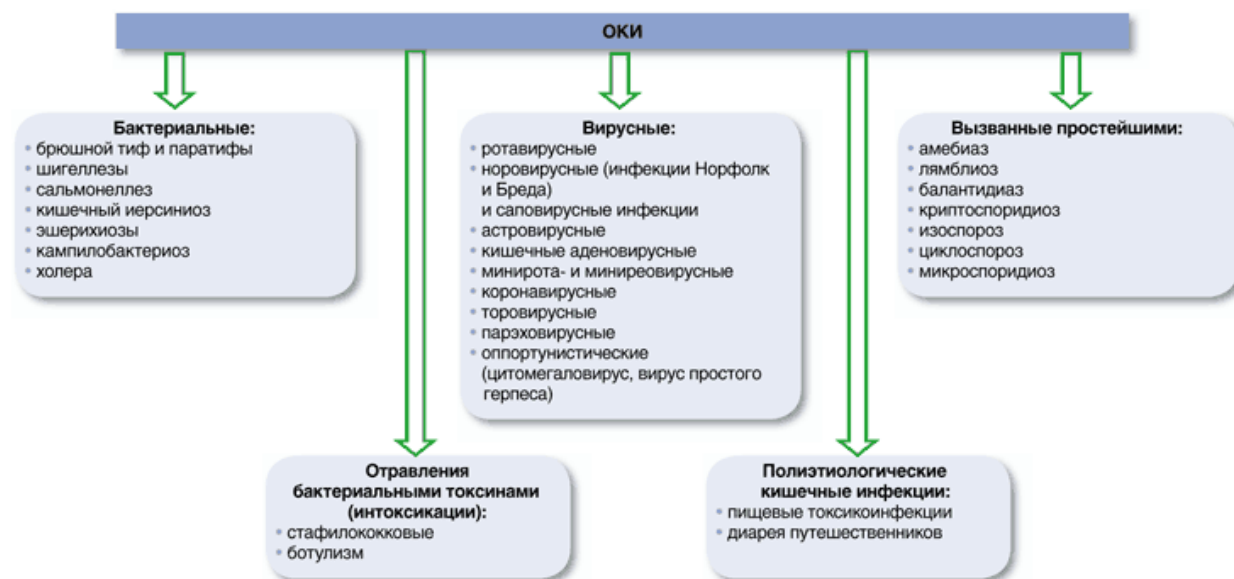 ОКИ
Бактериальные:
• брюшной тиф и паратифы
• шигеллезы
• сальмонеллез
• кишечный иерсиниоз
• эшерихиозы
• кампилобактериоз
• холера
Вирусные:
• ротавирусные
• норовирусные (инфекции Норфолк
и Бреда)
и саповирусные инфекции
• астровирусные
• кишечные аденовирусные
• минирота- и миниреовирусные
• коронавирусные
• торовирусные
• парэховирусные
• оппортунистические
(цитомегаловирус, вирус простого
герпеса)
Вызванные простейшими:
• амебиаз
• лямблиоз
• балантидиаз
• криптоспоридиоз
• изоспороз
• циклоспороз
• микроспоридиоз
Отравления
бактериальными токсинами
(интоксикации):
• стафилококковые
• ботулизм
Полиэтиологические
кишечные инфекции:
• пищевые токсикоинфекции
• диарея путешественников